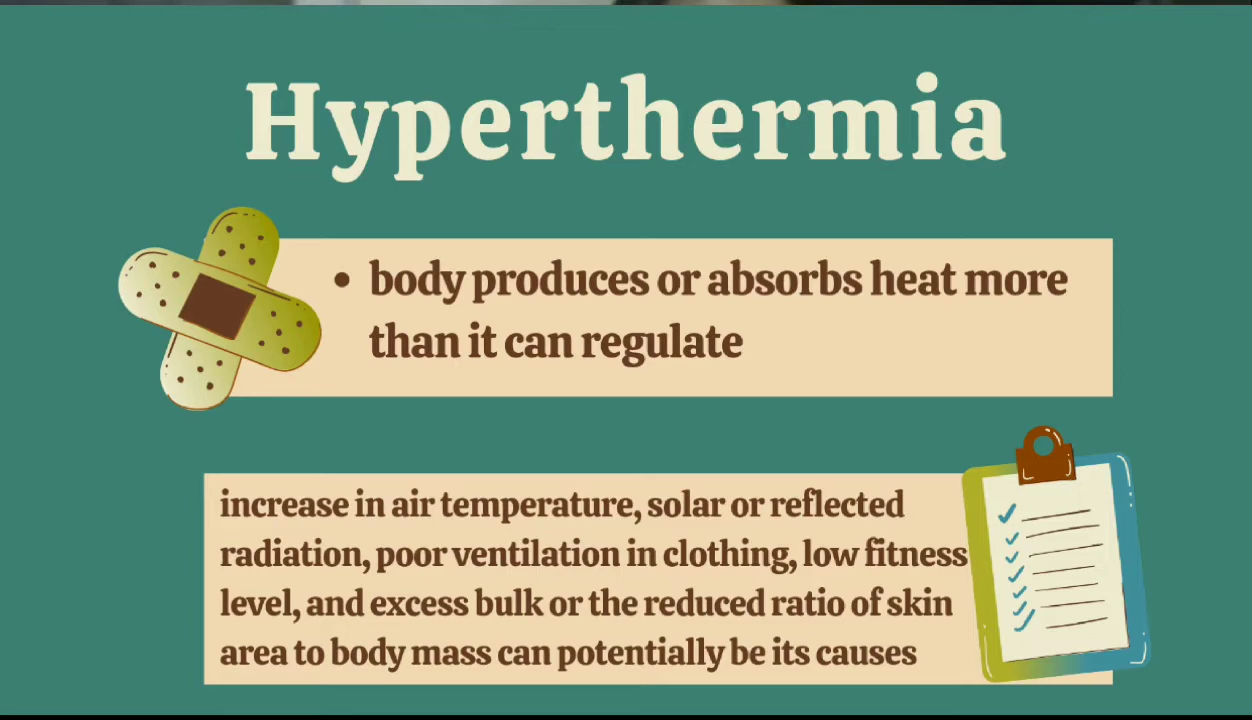 Hyperthermia
• body produces or absorbs heat more
than it can regulate
increase in air temperature, solar or reflected
radiation, poor ventilation in clothing, low fitness
level, and excess bulk or the reduced ratio of skin
area to body mass can potentially be its causes